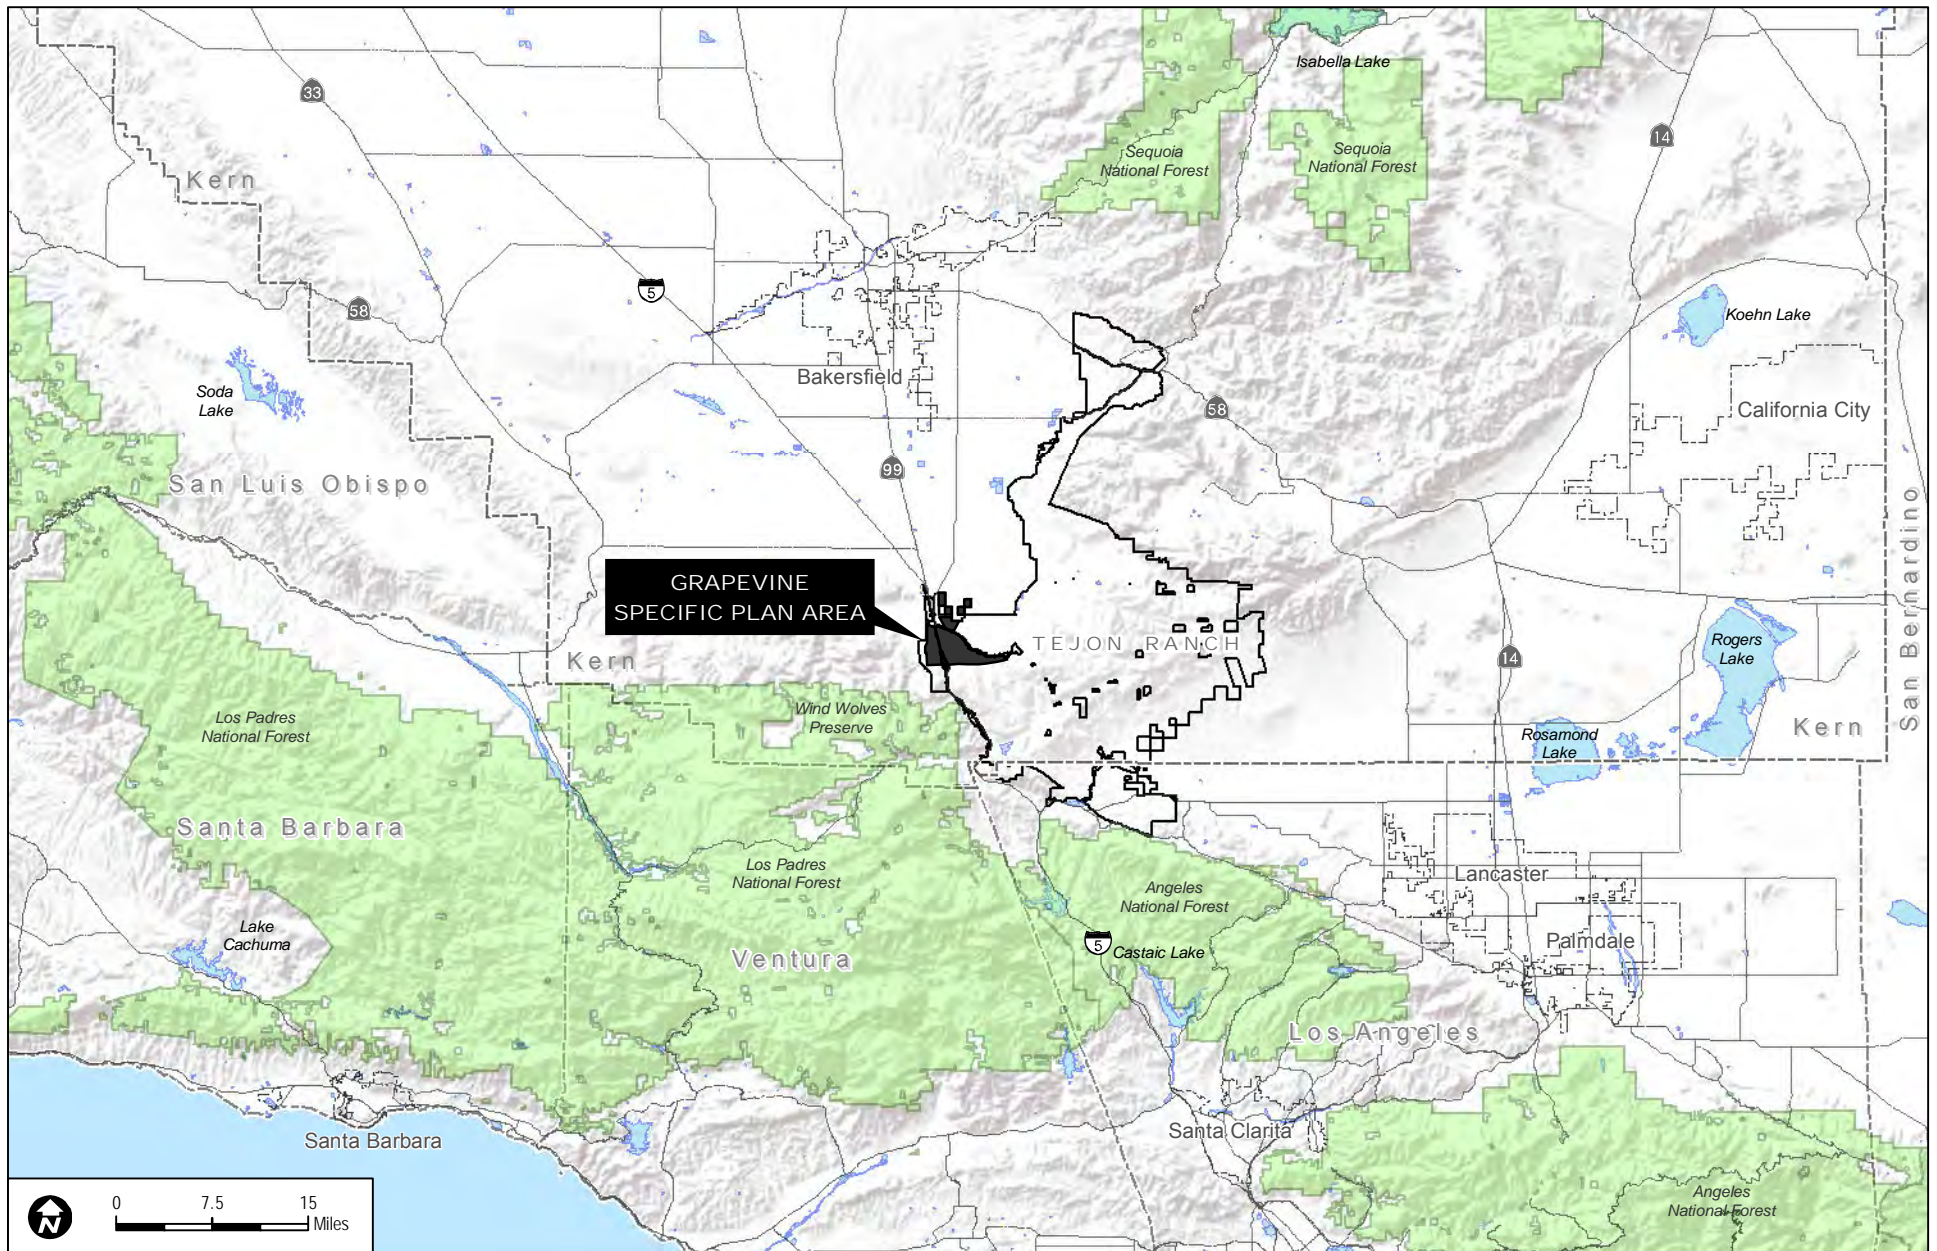 Isabella Lake
33
14
Sequoia
National Forest
Sequoia
National Forest
Kern
5
58
Koehn Lake
Soda
Lake
Bakersfield
58
California City
99
San Luis Obispo
San Bernardino
GRAPEVINE
SPECIFIC PLAN AREA
TEJON RANCH
Kern
14
Rogers
Lake
Los Padres
National Forest
Wind Wolves
Preserve
Rosamond
Lake
Kern
Santa Barbara
Los Padres
National Forest
Angeles
National Forest
Lancaster
Lake
Cachuma
Ventura
5
Castaic Lake
Palmdale
Los Angeles
Santa Barbara
Santa Clarita
Angeles
National Forest
N
0 7.5 15
Miles